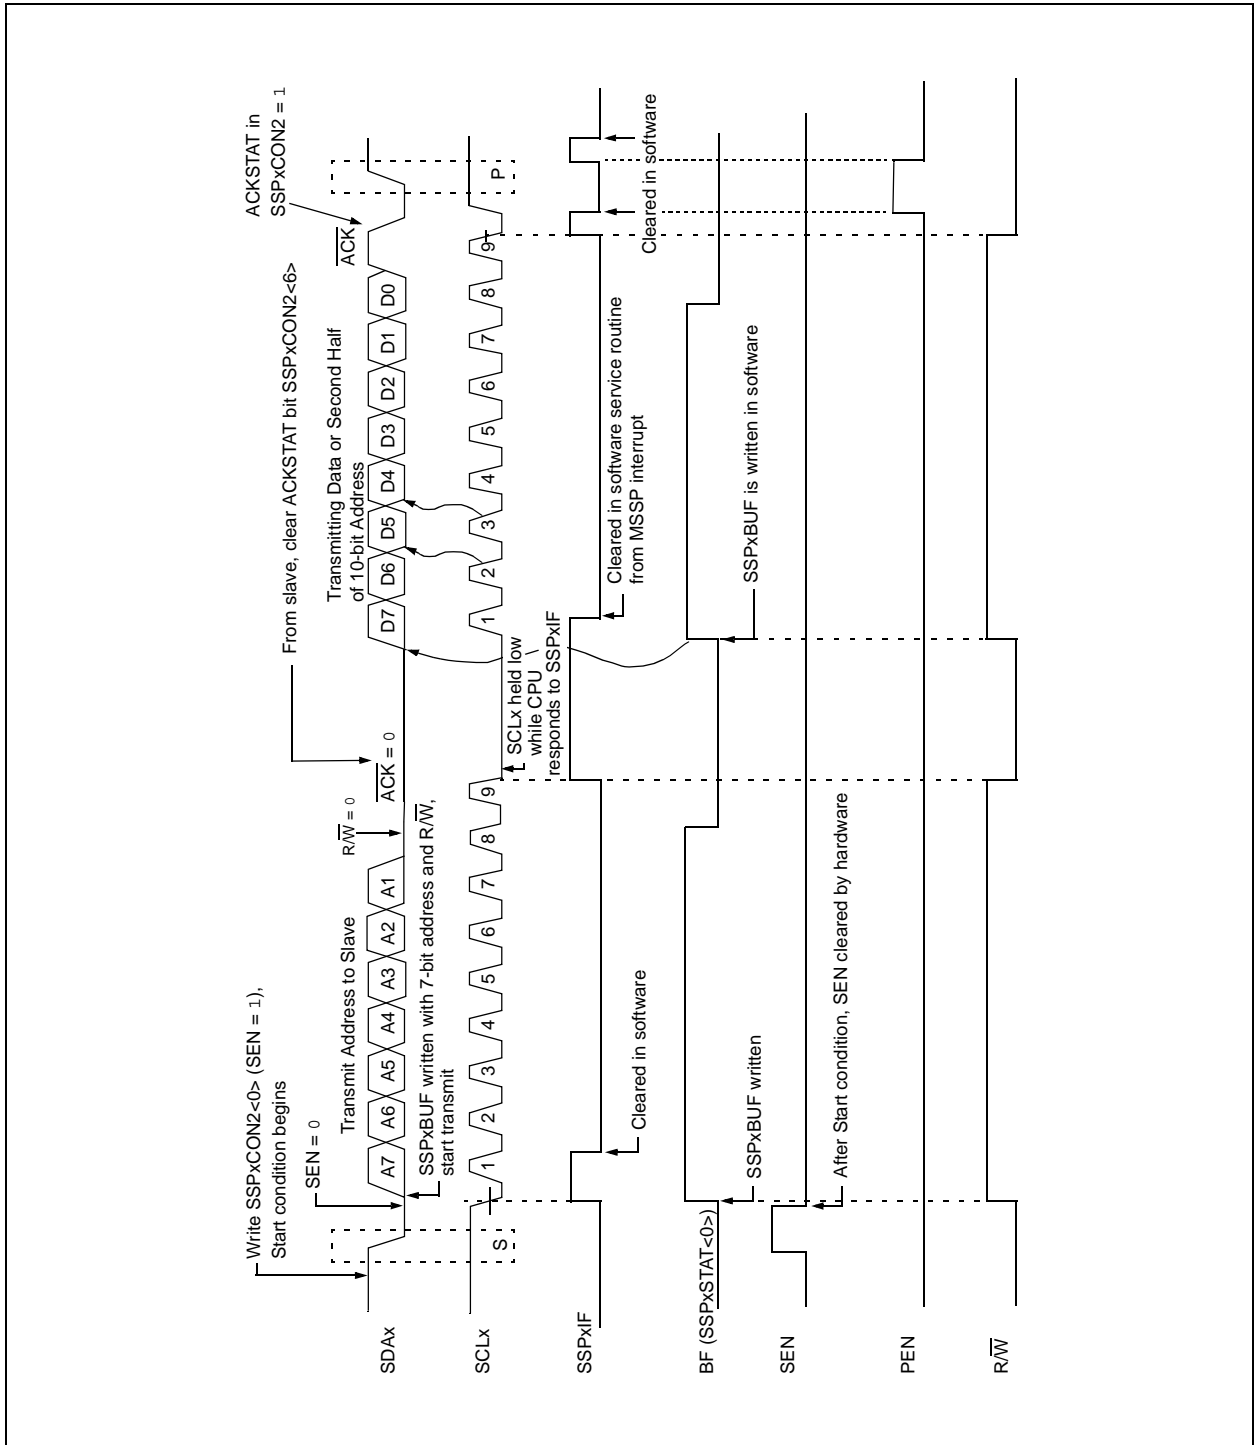 Write SSPxCON2<0> (SEN = 1),
Start condition begins
SEN = 0
Transmit Address to Slave
From slave, clear ACKSTAT bit SSPxCON2<6>
R/W = 0
ACK = 0
Transmitting Data or Second Half
of 10-bit Address
ACKSTAT in
SSPxCON2 = 1
ACK
SDAx
A7 A6 A5 A4 A3 A2 A1
D7 D6 D5 D4 D3 D2 D1 D0
SSPxBUF written with 7-bit address and R/W,
start transmit
SCLx
S
1 2 3 4 5 6 7 8 9
1 2 3 4 5 6 7 8 9
P
SCLx held low
while CPU
responds to SSPxIF
SSPxIF
Cleared in software
Cleared in software service routine
from MSSP interrupt
Cleared in software
BF (SSPxSTAT<0>)
SSPxBUF written
SSPxBUF is written in software
SEN
After Start condition, SEN cleared by hardware
PEN
R/W